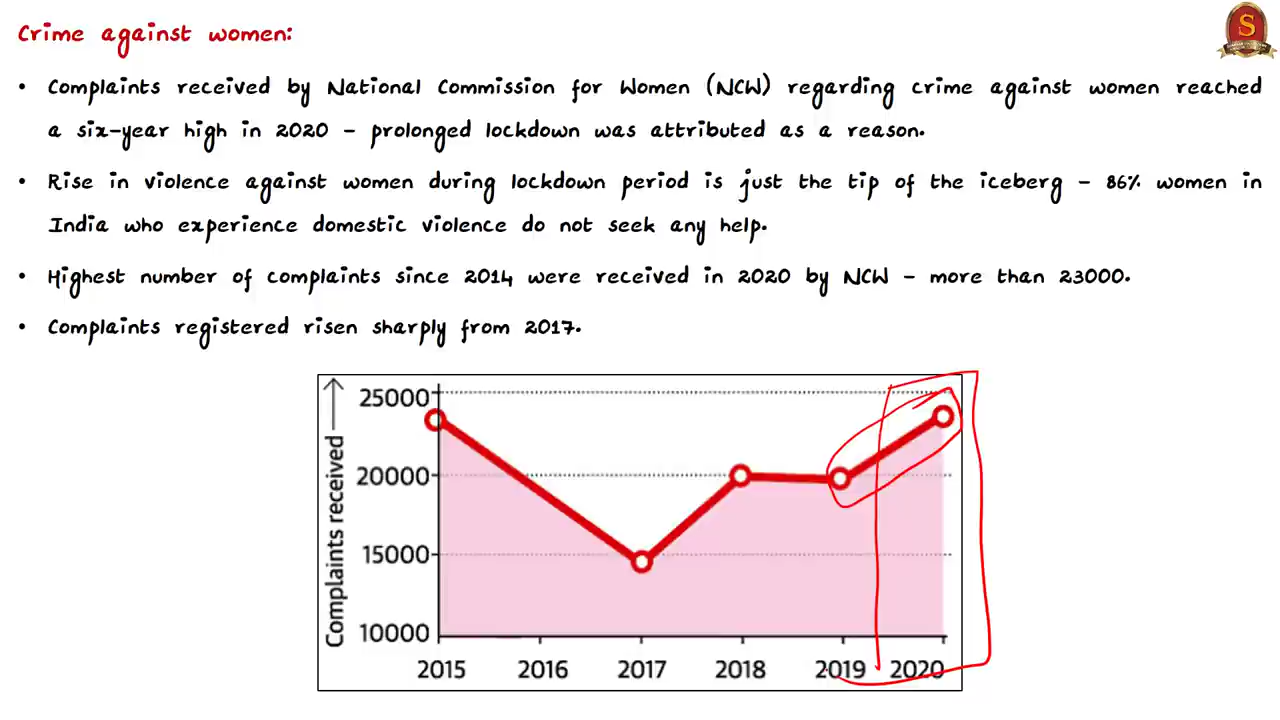 Crime against women:
• Complaints received by National Commission for Women (NCW) regarding crime against women reached
a six-year high in 2020 – prolonged lockdown was attributed as a reason.
• Rise in violence against women during lockdown period is just the tip of the iceberg – 86% women in
India who experience domestic violence do not seek any help.
• Highest number of complaints since 2014 were received in 2020 by NCW – more than 23000.
• Complaints registered risen sharply from 2017.
Complaints received
25000
20000
15000
10000
2015 2016 2017 2018 2019 2020
S